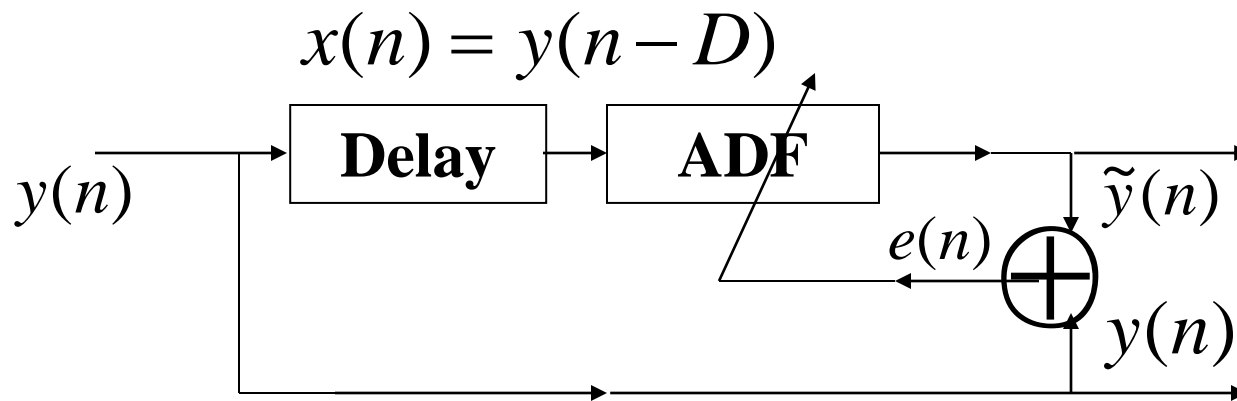 x(n) = y(n − D)
Delay
ADF
y(n)
ỹ(n)
e(n)
y(n)